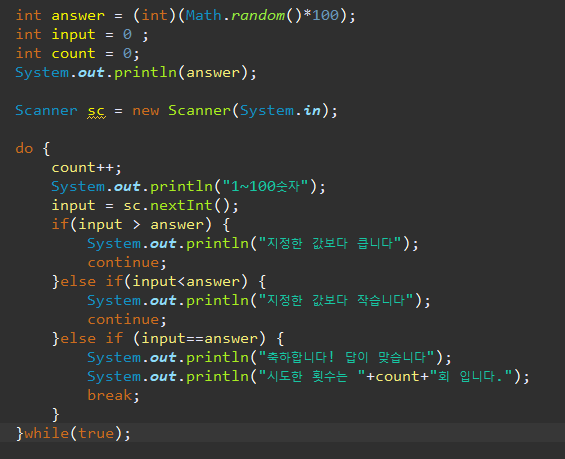 int answer = (int)(Math.random()*100);
int input = 0 ;
int count = 0;
System.out.println(answer);
Scanner sc = new Scanner(System.in);
do {
count++;
System.out.println("1~100숫자");
input = sc.nextInt();
if(input > answer) {
System.out.println("지정한 값보다 큽니다");
continue;
}else if(input<answer) {
System.out.println("지정한 값보다 작습니다");
continue;
}else if (input==answer) {
System.out.println("축하합니다! 답이 맞습니다");
System.out.println("시도한 횟수는 "+count+"회 입니다.");
break;
}
}while(true);